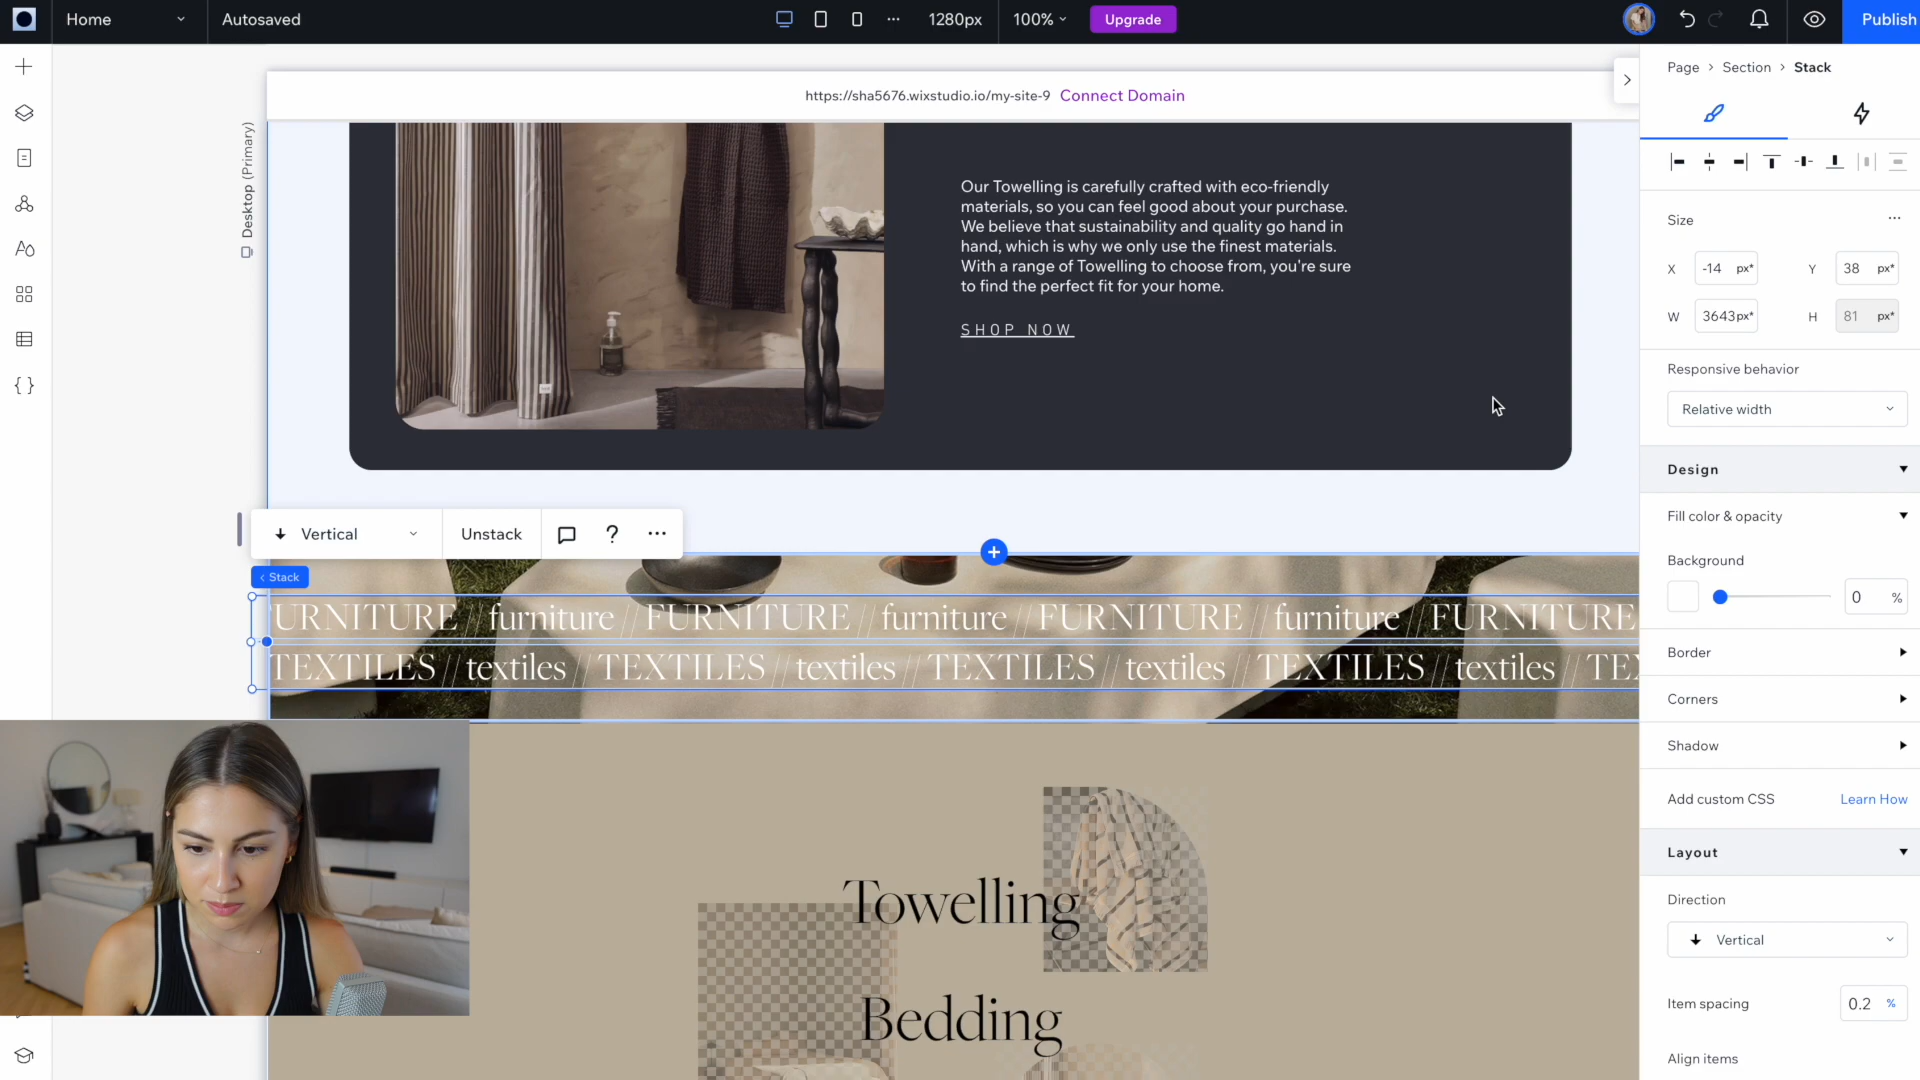 Home
Autosaved
1280px
100%
Upgrade
Publish
https://sha5676.wixstudio.io/my-site-9 Connect Domain
Desktop (Primary)
Our Towelling is carefully crafted with eco-friendly
materials, so you can feel good about your purchase.
We believe that sustainability and quality go hand in
hand, which is why we only use the finest materials.
With a range of Towelling to choose from, you're sure
to find the perfect fit for your home.
SHOP NOW
Vertical
Unstack
?
Stack
URNITURE // furniture // FURNITURE // furniture // FURNITURE // furniture // FURNITURE
TEXTILES // textiles // TEXTILES // textiles // TEXTILES // textiles // TEXTILES // textiles // TEX
Towelling
Bedding
Page > Section > Stack
Size
X -14 px* Y 38 px*
W 3643px* H 81 px*
Responsive behavior
Relative width
Design
Fill color & opacity
Background
0 %
Border
Corners
Shadow
Add custom CSS Learn How
Layout
Direction
Vertical
Item spacing 0.2 %
Align items